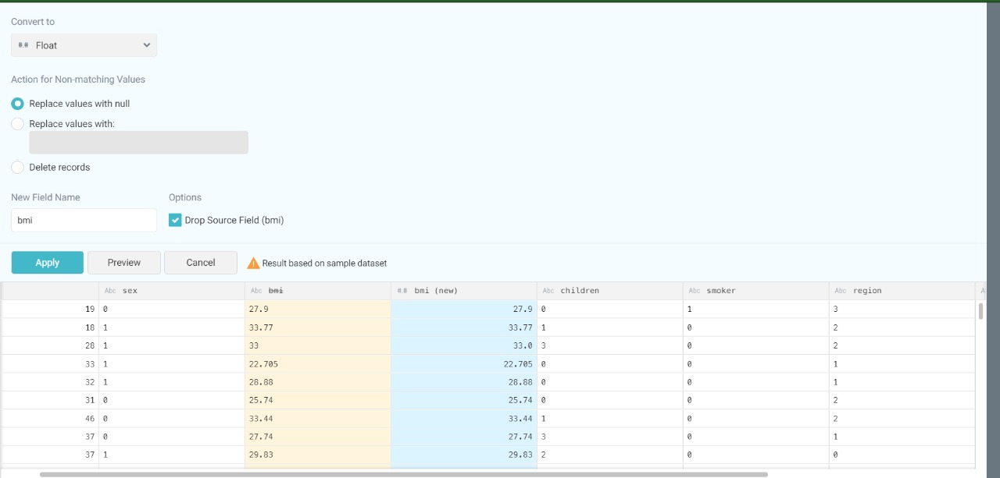 Convert to
#.# Float
Action for Non-matching Values
Replace values with null
Replace values with:
Delete records
New Field Name Options
bmi Drop Source Field (bmi)
Apply Preview Cancel Result based on sample dataset
Abc sex Abc bmi #.# bmi (new) Abc children Abc smoker Abc region
19 0 27.9 27.9 0 1 3
18 1 33.77 33.77 1 0 2
28 1 33 33.0 3 0 2
33 1 22.705 22.705 0 0 1
32 1 28.88 28.88 0 0 1
31 0 25.74 25.74 0 0 2
46 0 33.44 33.44 1 0 2
37 0 27.74 27.74 3 0 1
37 1 29.83 29.83 2 0 0